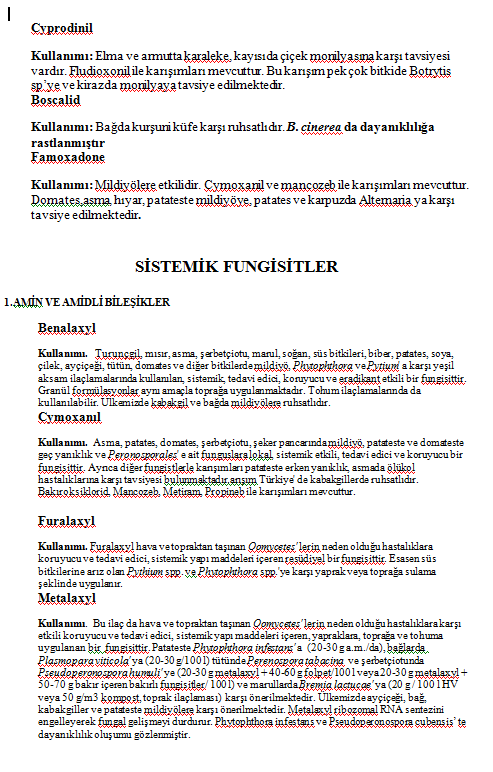 Cyprodinil
Kullanımı: Elma ve armutta karaleke, kayısıda çiçek monilyasına karşı tavsiyesi
vardır. Fludioxonil ile karışımları mevcuttur. Bu karışım pek çok bitkide Botrytis
sp'ye ve kirazda monilyaya tavsiye edilmektedir.
Boscalid
Kullanımı: Bağda kurşuni küfe karşı ruhsatlıdır. B. cinerea da dayanıklılığa
rastlanmıştır
Famoxadone
Kullanımı: Mildiyölere etkilidir. Cymoxanil ve mancozeb ile karışımları mevcuttur.
Domates,asma, hıyar, patateste mildiyöye, patates ve karpuzda Alternaria ya karşı
tavsiye edilmektedir.
SİSTEMİK FUNGİSİTLER
1.AMİN VE AMİDLİ BİLEŞİKLER
Benalaxyl
Kullanımı. Turunçgil, mısır, asma, şerbetçiotu, marul, soğan, süs bitkileri, biber, patates, soya,
çilek, ayçiçeği, tütün, domates ve diğer bitkilerde mildiyö, Phytophthora ve Pytium' a karşı yeşil
aksam ilaçlamalarında kullanılan, sistemik, tedavi edici, koruyucu ve eradikant etkili bir fungisittir.
Granül formülasyonlar aynı amaçla toprağa uygulanmaktadır. Tohum ilaçlamalarında da
kullanılabilir. Ülkemizde kabakgil ve bağda mildiyölere ruhsatlıdır.
Cymoxanıl
Kullanımı. Asma, patates, domates, şerbetçiotu, şeker pancarında mildiyö, patateste ve domateste
geç yanıklık ve Peronosporales' e ait funguslara lokal, sistemik etkili, tedavi edici ve koruyucu bir
fungisittir. Ayrıca diğer fungistlerle karışımları patateste erken yanıklık, asmada ölükol
hastalıklarına karşı tavsiyesi bulunmaktadır.arısım Türkiye' de kabakgillerde ruhsatlıdır.
Bakıroksiklorid, Mancozeb, Metiram, Propineb ile karışımları mevcuttur.
Furalaxyl
Kullanımı. Furalaxyl hava ve topraktan taşınan Oomycetes' lerin neden olduğu hastalıklara
koruyucu ve tedavi edici, sistemik yapı maddeleri içeren resüdiyel bir fungisittir. Esasen süs
bitkilerine arız olan Pythium spp. ve Phytophthora spp.'ye karşı yaprak veya toprağa sulama
şeklinde uygulanır.
Metalaxyl
Kullanımı. Bu ilaç da hava ve topraktan taşınan Oomycetes' lerin neden olduğu hastalıklara karşı
etkili koruyucu ve tedavi edici, sistemik yapı maddeleri içeren, yapraklara, toprağa ve tohuma
uygulanan bir fungisittir. Patateste Phytophthora infestans' a (20-30 g a.m./da), bağlarda
Plasmopara viticola' ya (20-30 g/100 l) tütünde Perenospora tabacina ve şerbetçiotunda
Pseudoperonospora humuli' ye (20-30 g metalaxyl + 40-60 g folpet/100 l veya 20-30 g metalaxyl +
50-70 g bakır içeren bakırlı fungisitler/ 100 l) ve marullarda Bremia lactucae' ya (20 g / 100 l HV
veya 50 g/m3 kompost, toprak ilaçlaması) karşı önerilmektedir. Ülkemizde ayçiçeği, bağ,
kabakgiller ve patateste mildiyölere karşı önerilmektedir. Metalaxyl ribozomal RNA sentezini
engelleyerek fungal gelişmeyi durdurur. Phytophthora infestans ve Pseudoperonospora cubensis' te
dayanıklılık oluşumu gözlenmiştir.